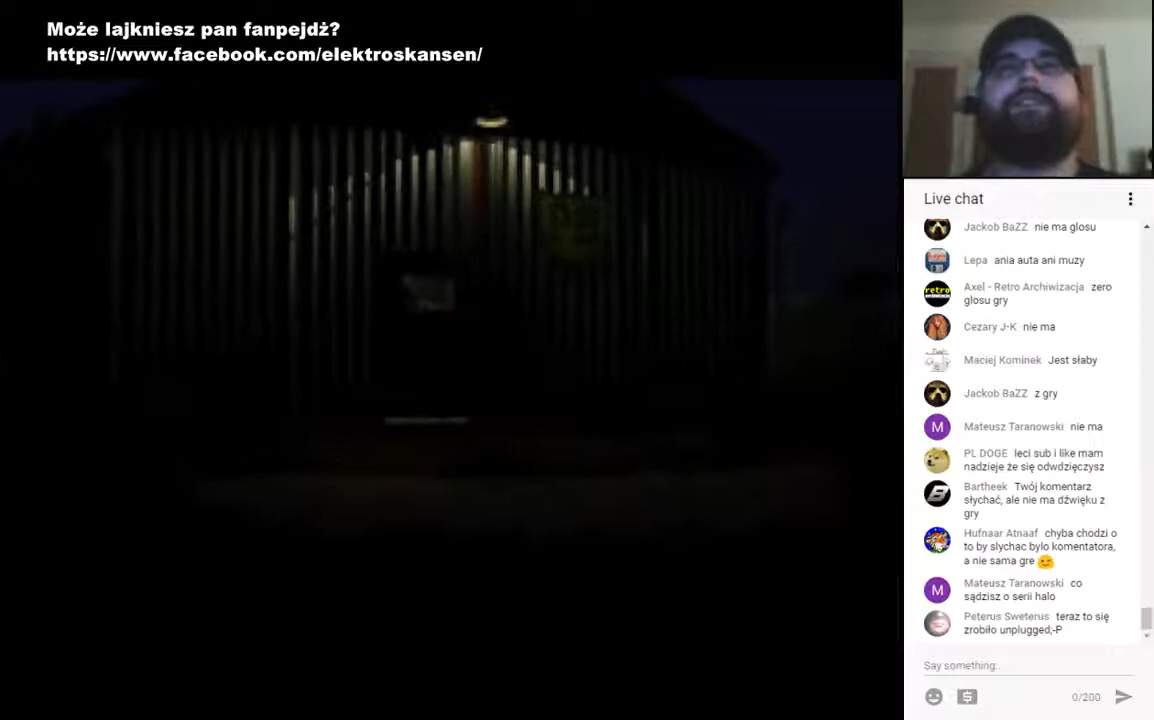 Może lajkniesz pan fanpejdż?
https://www.facebook.com/elektroskansen/
Live chat
Jackob BaZZ nie ma glosu
Lepa ania auta ani muzy
Axel - Retro Archiwizacja zero
glosu gry
Cezary J-K nie ma
Maciej Kominek Jest słaby
Jackob BaZZ z gry
M Mateusz Taranowski nie ma
PL DOGE leci sub i like mam
nadzieje że się odwdzięczysz
Bartheek Twój komentarz
słychać, ale nie ma dźwięku z
gry
Hufnaar Atnaaf chyba chodzi o
to by slychac bylo komentatora,
a nie sama gre
M Mateusz Taranowski co
sądzisz o serii halo
Peterus Sweterus teraz to się
zrobiło unplugged;-P
Say something...
0/200